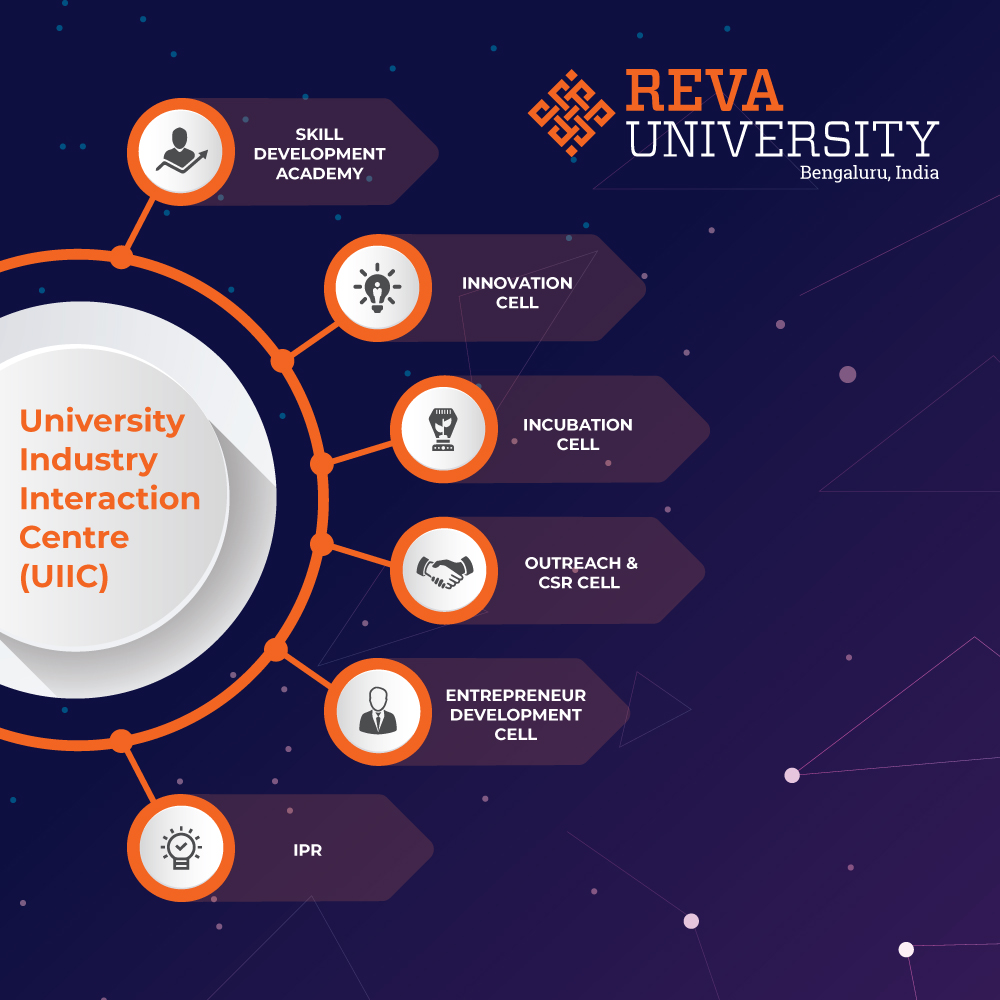 REVA
UNIVERSITY
Bengaluru, India
SKILL
DEVELOPMENT
ACADEMY
INNOVATION
CELL
INCUBATION
CELL
University
Industry
Interaction
Centre
(UIIC)
OUTREACH &
CSR CELL
ENTREPRENEUR
DEVELOPMENT
CELL
IPR